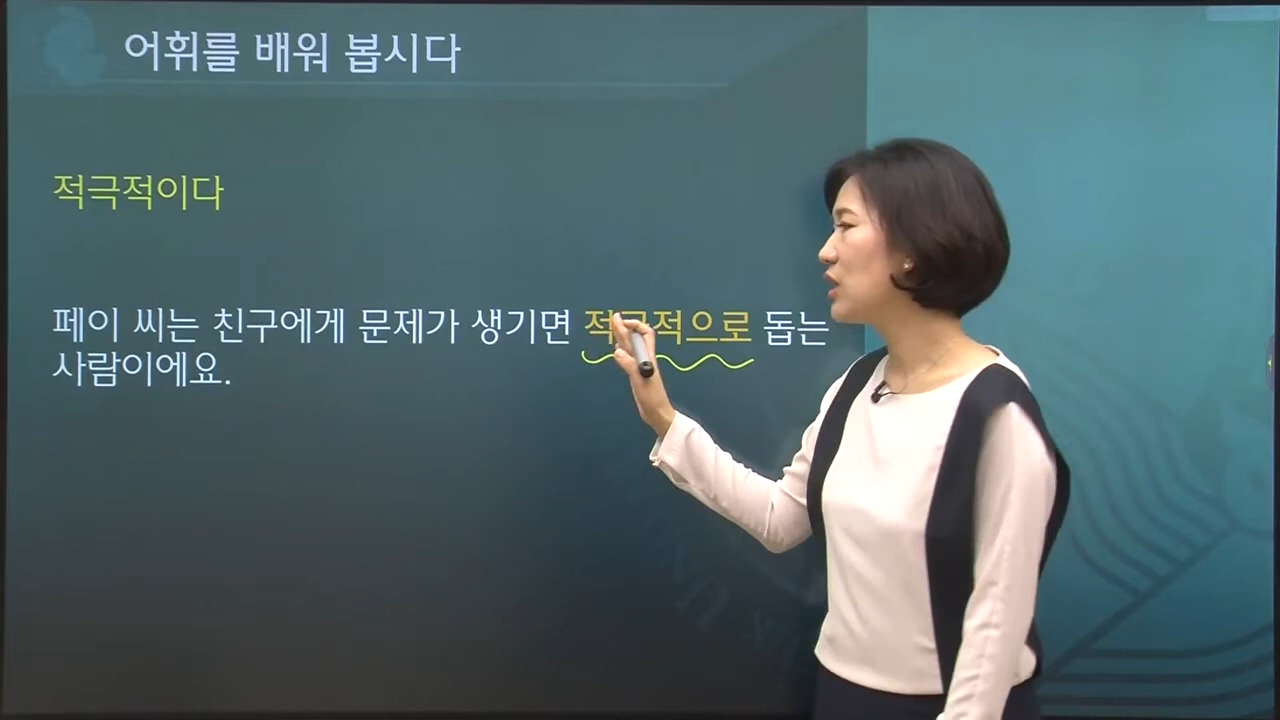 어휘를 배워 봅시다
적극적이다
페이 씨는 친구에게 문제가 생기면 적극적으로 돕는
사람이에요.